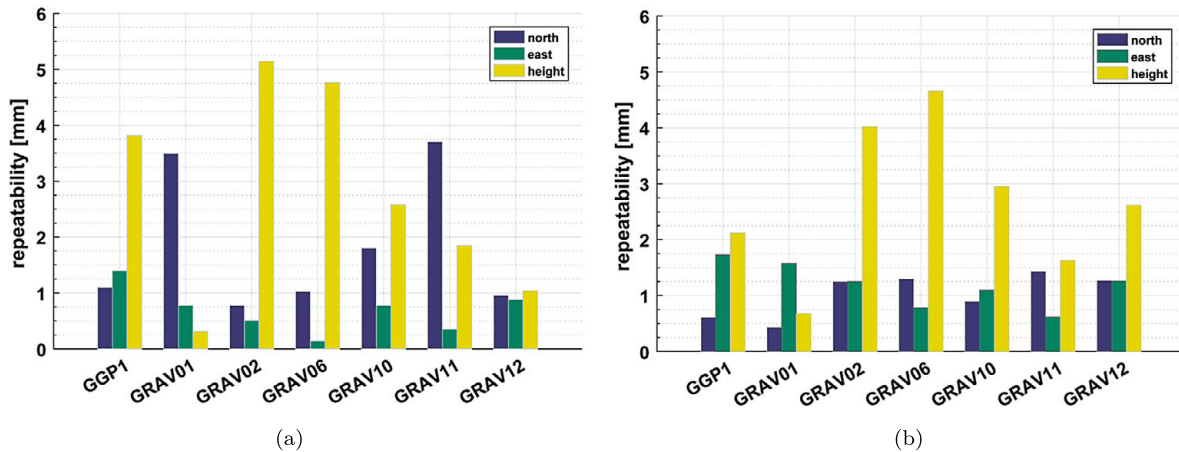 6
5
4
3
2
1
0
repeatability [mm]
north
east
height
GGP1
GRAV01
GRAV02
GRAV06
GRAV10
GRAV11
GRAV12
(a)
6
5
4
3
2
1
0
repeatability [mm]
north
east
height
GGP1
GRAV01
GRAV02
GRAV06
GRAV10
GRAV11
GRAV12
(b)